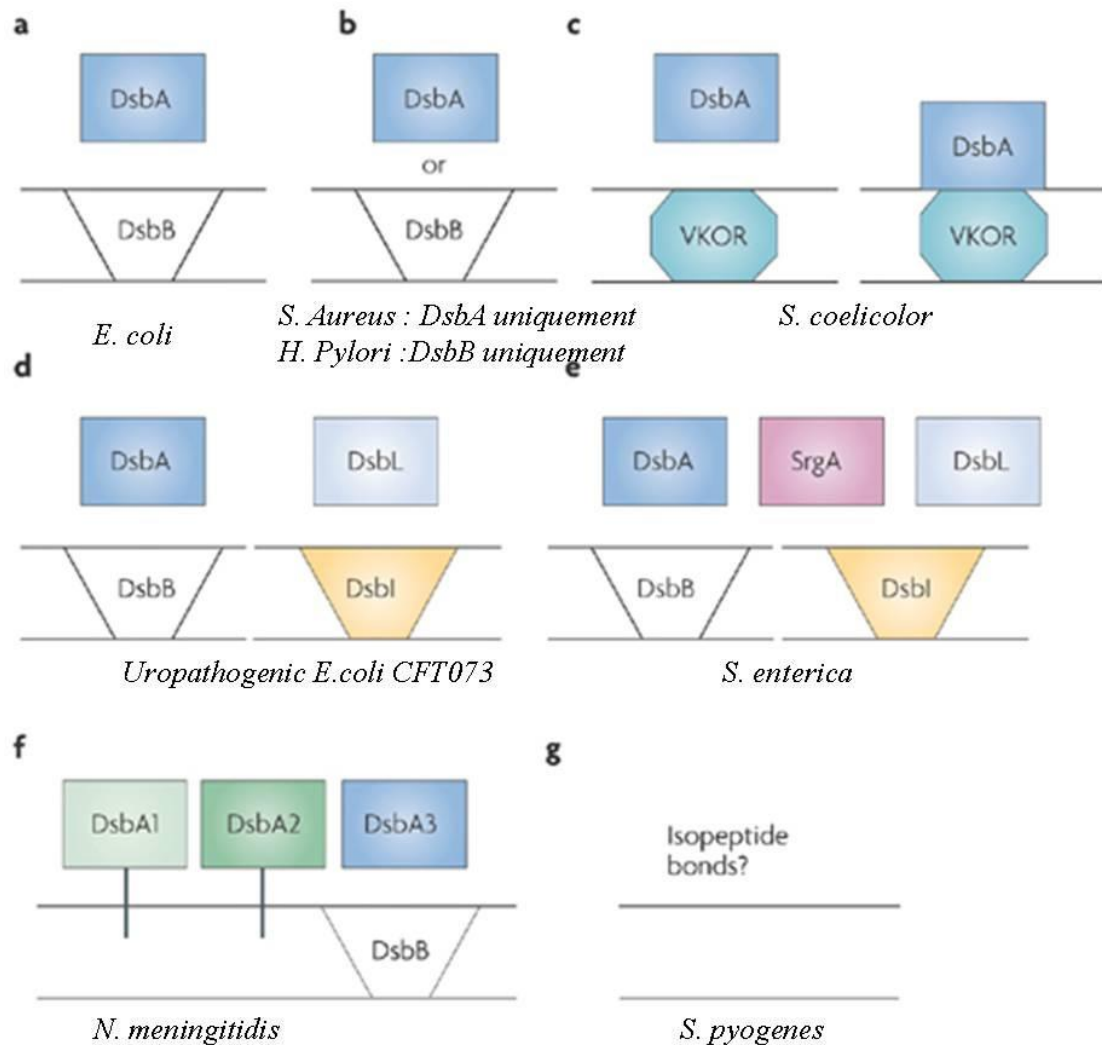 a
b
c
DsbA
DsbA
DsbA
DsbA
or
DsbB
DsbB
VKOR
VKOR
E. coli
S. Aureus : DsbA uniquement
H. Pylori :DsbB uniquement
S. coelicolor
d
e
DsbA
DsbL
DsbA
SrgA
DsbL
DsbB
DsbI
DsbB
DsbI
Uropathogenic E.coli CFT073
S. enterica
f
g
DsbA1
DsbA2
DsbA3
Isopeptide
bonds?
DsbB
N. meningitidis
S. pyogenes